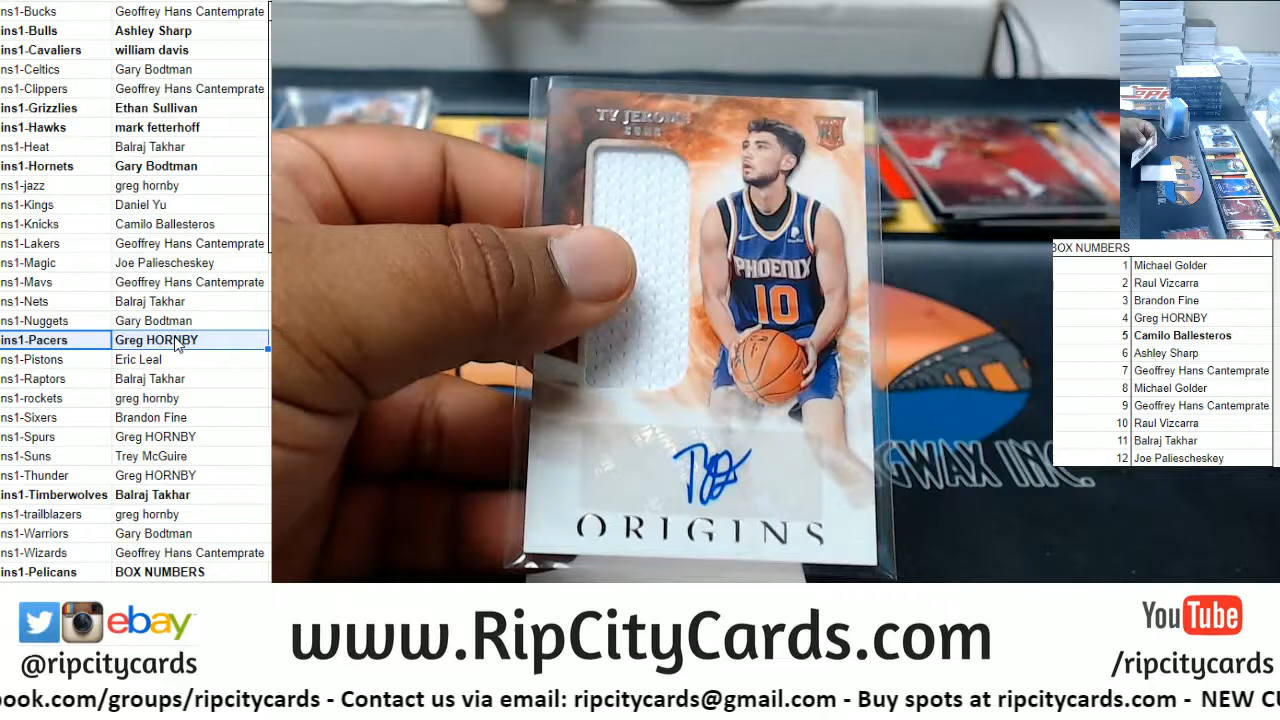 ns1-Bucks Geoffrey Hans Cantemprate
ins1-Bulls Ashley Sharp
ins1-Cavaliers william davis
ns1-Celtics Gary Bodtman
ns1-Clippers Geoffrey Hans Cantemprate
ins1-Grizzlies Ethan Sullivan
ins1-Hawks mark fetterhoff
ns1-Heat Balraj Takhar
ins1-Hornets Gary Bodtman
ns1-jazz greg hornby
ns1-Kings Daniel Yu
ns1-Knicks Camilo Ballesteros
ns1-Lakers Geoffrey Hans Cantemprate
ns1-Magic Joe Paliescheskey
ns1-Mavs Geoffrey Hans Cantemprate
ns1-Nets Balraj Takhar
ns1-Nuggets Gary Bodtman
ins1-Pacers Greg HORNBY
ns1-Pistons Eric Leal
ns1-Raptors Balraj Takhar
ns1-rockets greg hornby
ns1-Sixers Brandon Fine
ns1-Spurs Greg HORNBY
ns1-Suns Trey McGuire
ns1-Thunder Greg HORNBY
ins1-Timberwolves Balraj Takhar
ns1-trailblazers greg hornby
ns1-Warriors Gary Bodtman
ns1-Wizards Geoffrey Hans Cantemprate
ins1-Pelicans BOX NUMBERS
TY JEROME
SUNS
RC
PHOENIX
10
ORIGINS
GWAX INC.
BOX NUMBERS
1 Michael Golder
2 Raul Vizcarra
3 Brandon Fine
4 Greg HORNBY
5 Camilo Ballesteros
6 Ashley Sharp
7 Geoffrey Hans Cantemprate
8 Michael Golder
9 Geoffrey Hans Cantemprate
10 Raul Vizcarra
11 Balraj Takhar
12 Joe Paliescheskey
ebay
@ripcitycards
www.RipCityCards.com
YouTube
/ripcitycards
book.com/groups/ripcitycards - Contact us via email: ripcitycards@gmail.com - Buy spots at ripcitycards.com - NEW CU